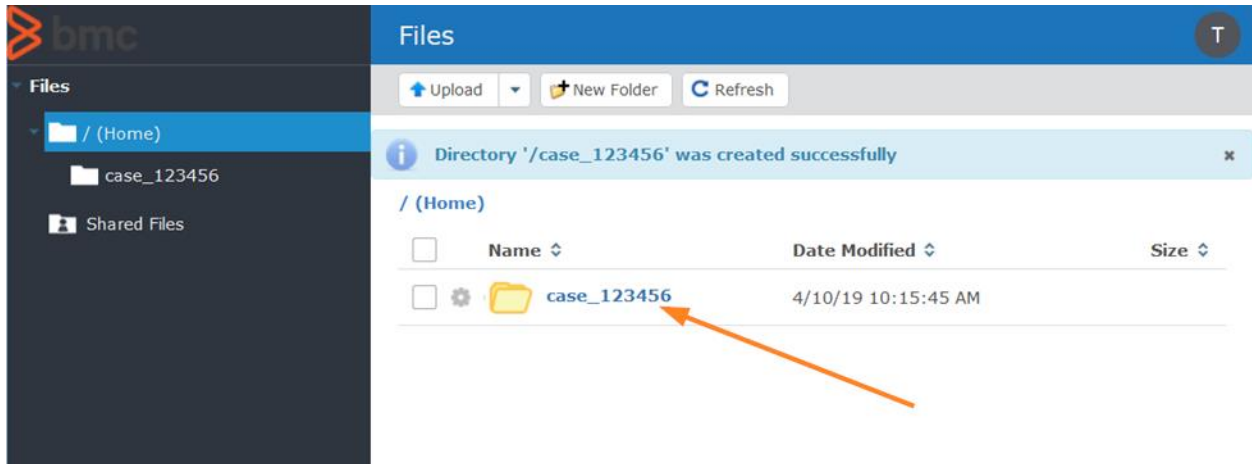 bmc
Files
T
Files
Upload New Folder Refresh
/ (Home)
Directory '/case_123456' was created successfully
case_123456
/ (Home)
Shared Files
Name Date Modified Size
case_123456 4/10/19 10:15:45 AM